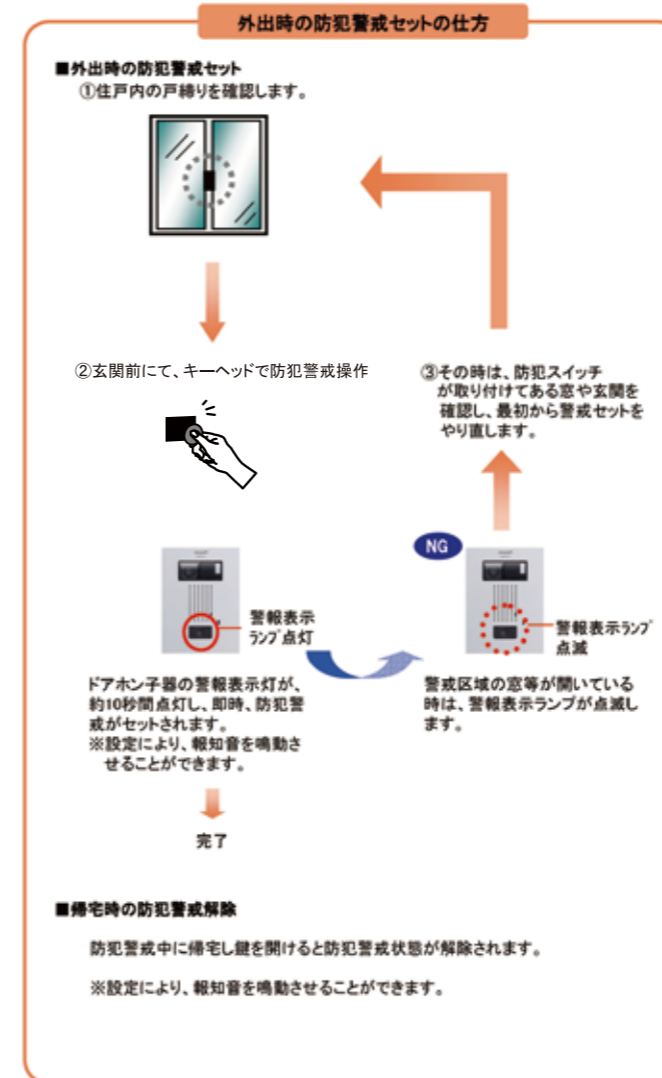 外出時の防犯警戒セットの仕方
■外出時の防犯警戒セット
①住戸内の戸締りを確認します。
②玄関前にて、キーヘッドで防犯警戒操作
③その時は、防犯スイッチ
が取り付けてある窓や玄関を
確認し、最初から警戒セットを
やり直します。
警報表示
ランプ点灯
NG
警報表示ランプ
点滅
ドアホン子器の警報表示灯が、
約10秒間点灯し、即時、防犯警
戒がセットされます。
※設定により、報知音を鳴動さ
せることができます。
警戒区域の窓等が開いている
時は、警報表示ランプが点滅し
ます。
完了
■帰宅時の防犯警戒解除
防犯警戒中に帰宅し鍵を開けると防犯警戒状態が解除されます。
※設定により、報知音を鳴動させることができます。